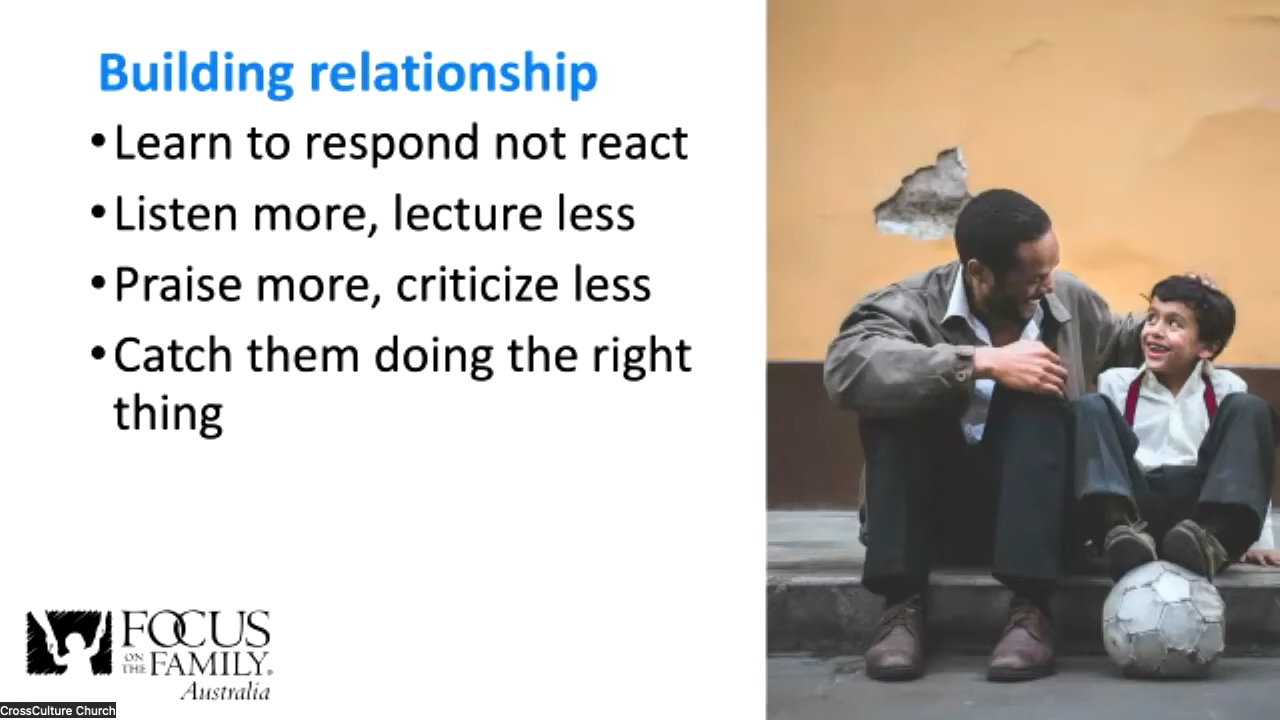 Building relationship
•Learn to respond not react
•Listen more, lecture less
•Praise more, criticize less
•Catch them doing the right
thing
FOCUS
ON THE FAMILY.
Australia
CrossCulture Church